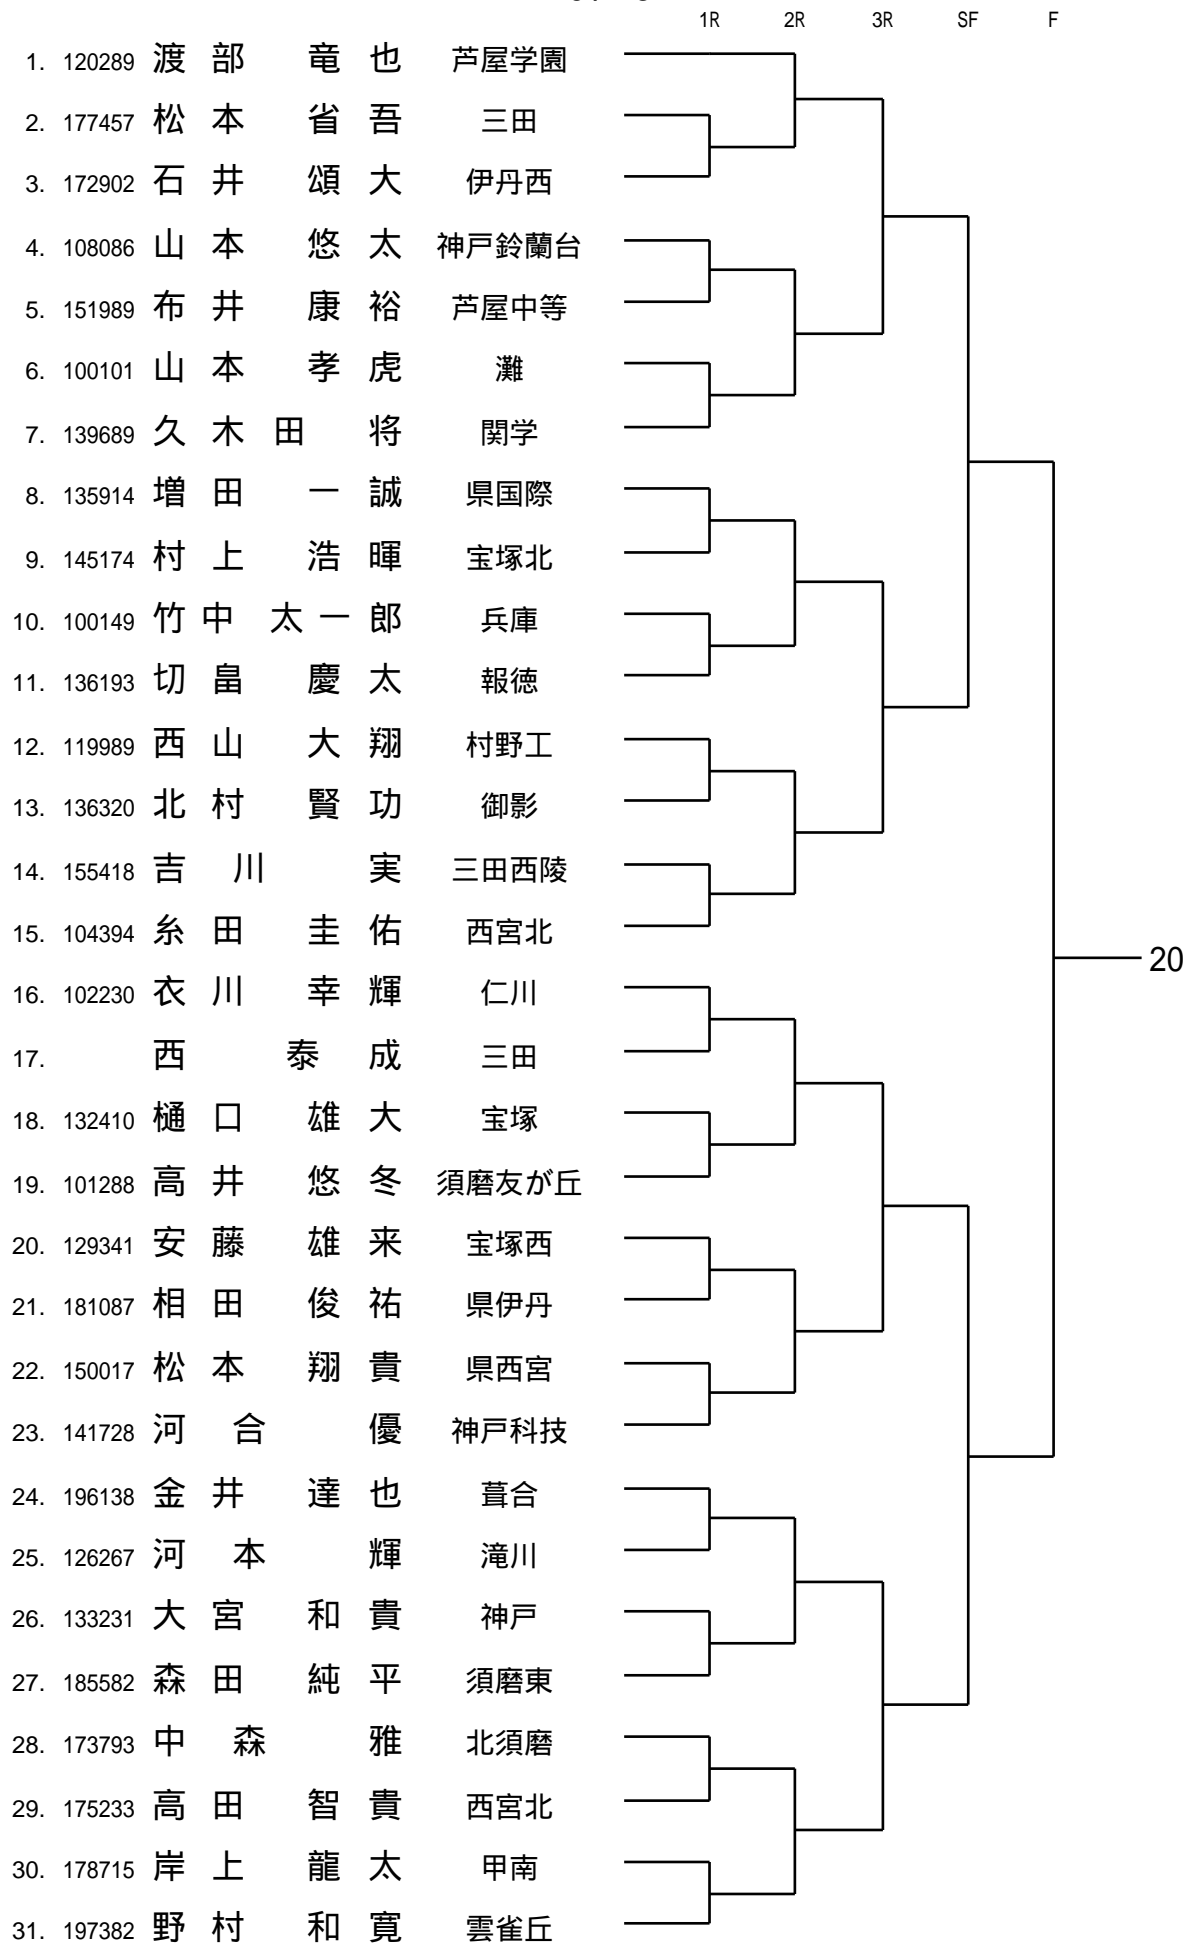 1R 2R 3R SF F
1. 120289 渡部 竜也 芦屋学園
2. 177457 松本 省吾 三田
3. 172902 石井 頌大 伊丹西
4. 108086 山本 悠太 神戸鈴蘭台
5. 151989 布井 康裕 芦屋中等
6. 100101 山本 孝虎 灘
7. 139689 久木田 将 関学
8. 135914 増田 一誠 県国際
9. 145174 村上 浩暉 宝塚北
10. 100149 竹中 太一郎 兵庫
11. 136193 切畠 慶太 報徳
12. 119989 西山 大翔 村野工
13. 136320 北村 賢功 御影
14. 155418 吉川 実 三田西陵
15. 104394 糸田 圭佑 西宮北
20
16. 102230 衣川 幸輝 仁川
17. 西 泰成 三田
18. 132410 樋口 雄大 宝塚
19. 101288 高井 悠冬 須磨友が丘
20. 129341 安藤 雄来 宝塚西
21. 181087 相田 俊祐 県伊丹
22. 150017 松本 翔貴 県西宮
23. 141728 河合 優 神戸科技
24. 196138 金井 達也 葺合
25. 126267 河本 輝 滝川
26. 133231 大宮 和貴 神戸
27. 185582 森田 純平 須磨東
28. 173793 中森 雅 北須磨
29. 175233 高田 智貴 西宮北
30. 178715 岸上 龍太 甲南
31. 197382 野村 和寛 雲雀丘